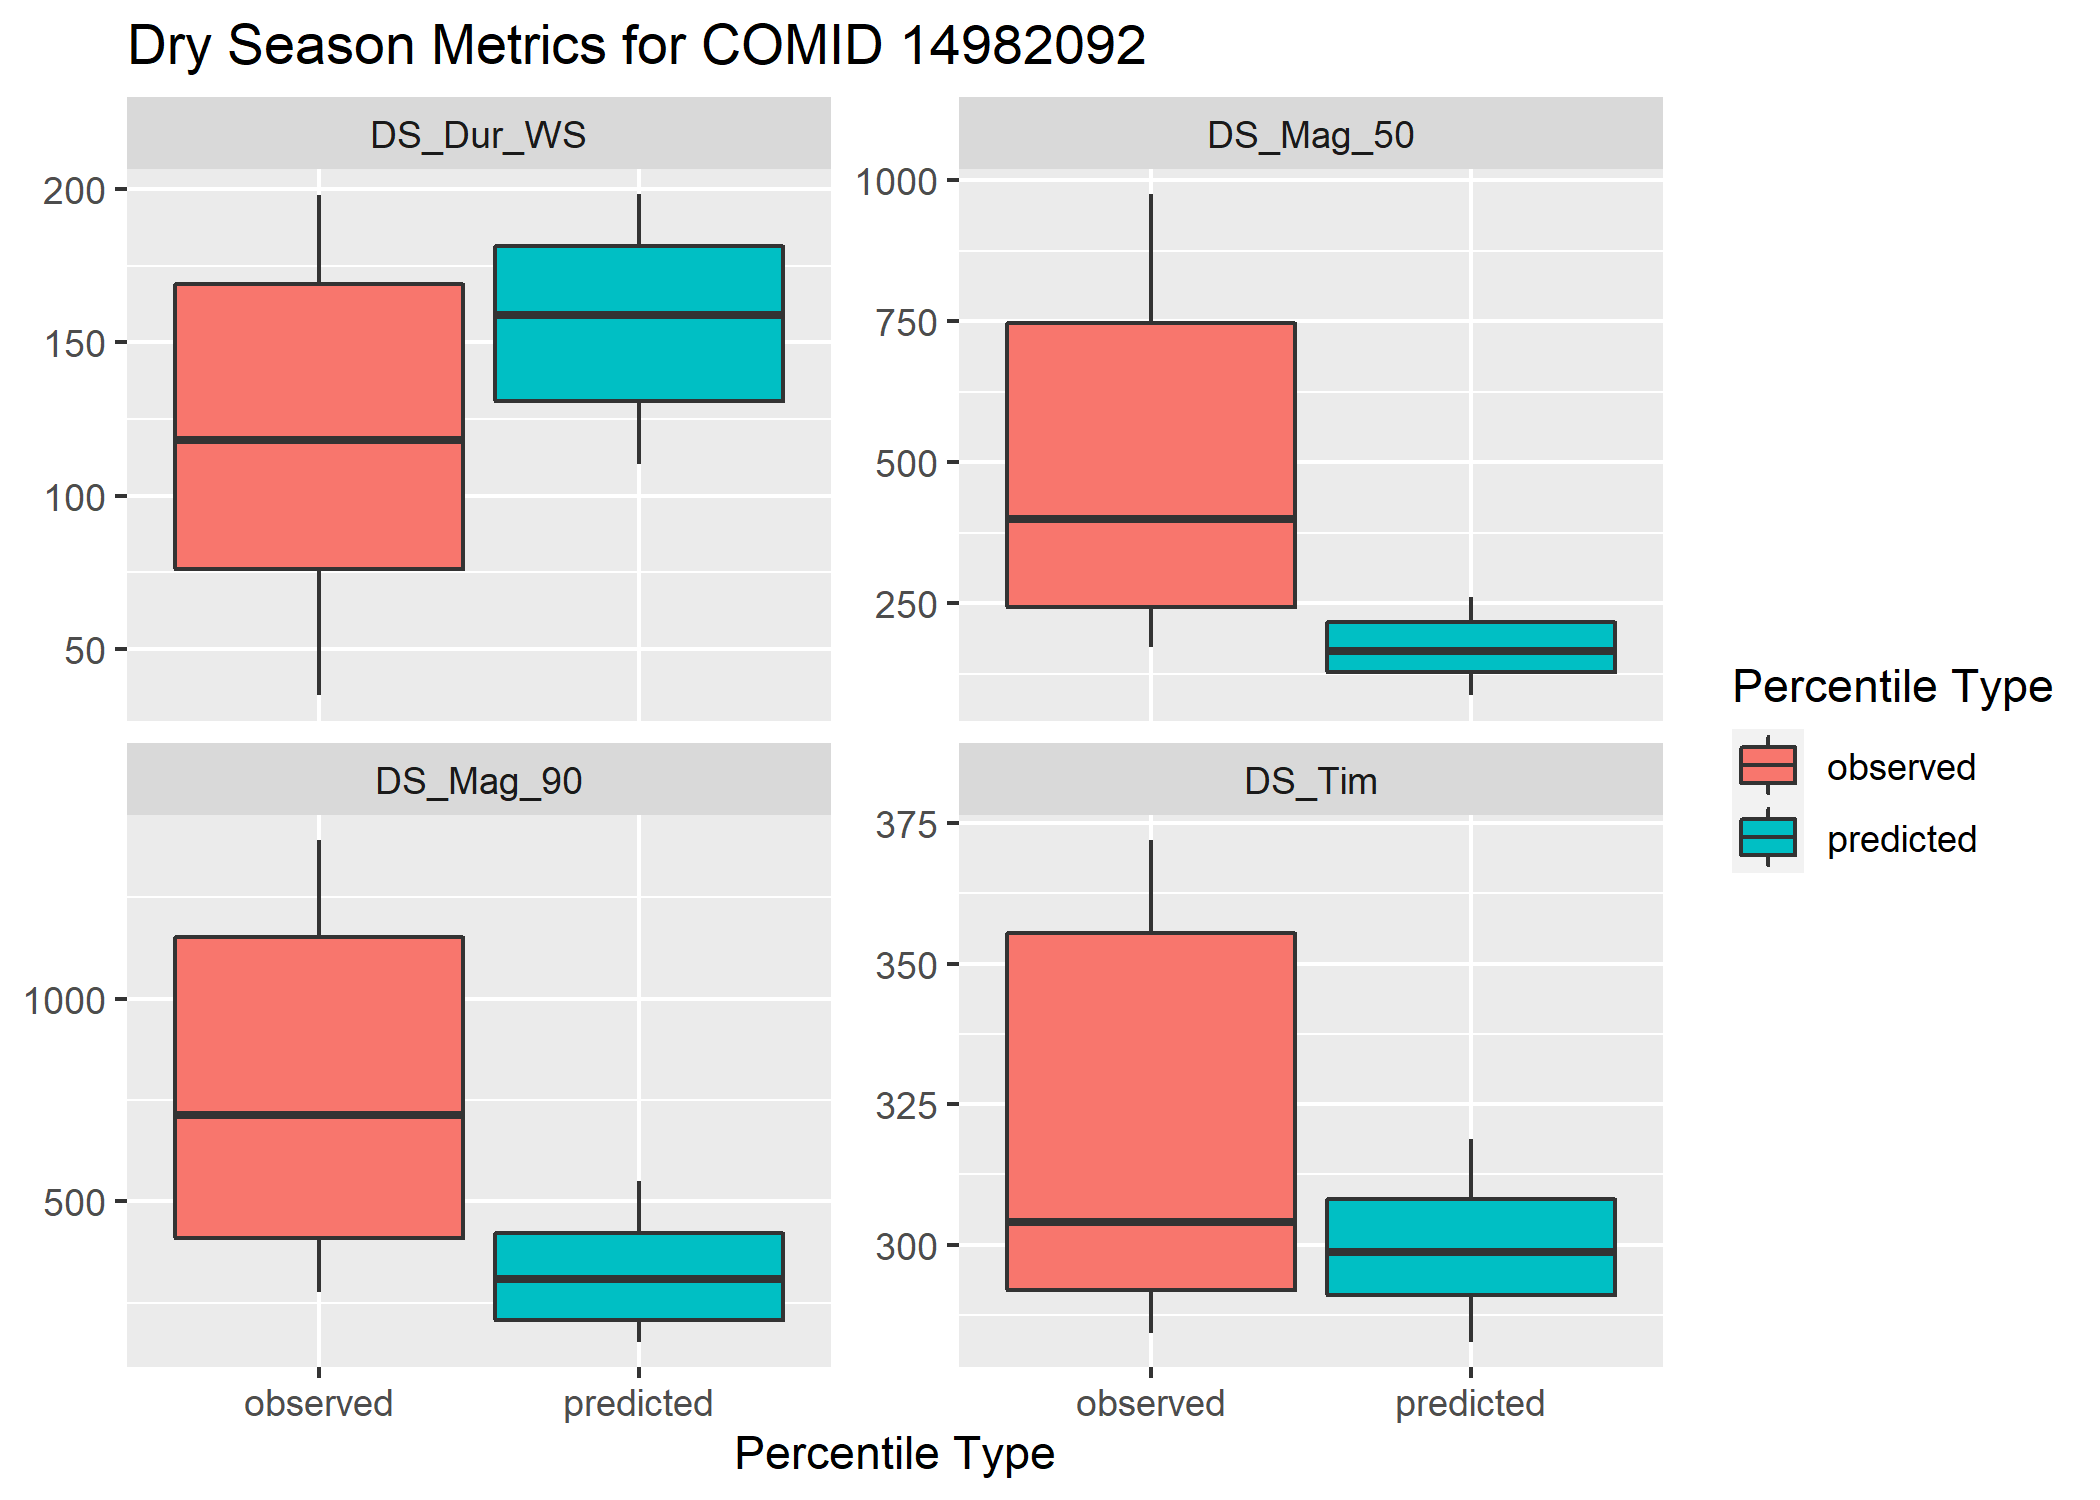 Dry Season Metrics for COMID 14982092
DS_Dur_WS
200
150
100
50
DS_Mag_50
1000
750
500
250
DS_Mag_90
1000
500
observed
predicted
DS_Tim
375
350
325
300
observed
predicted
Percentile Type
Percentile Type
observed
predicted